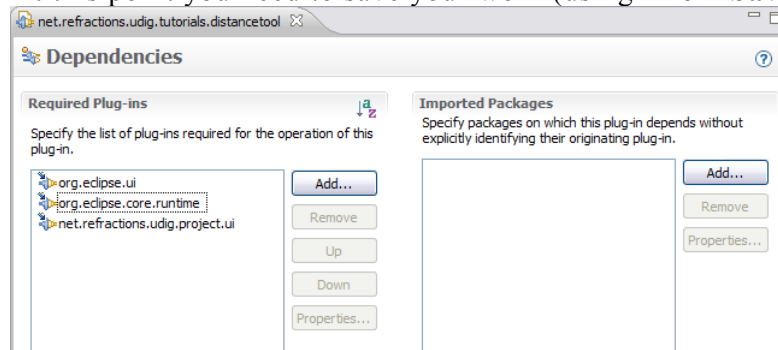 net.refractions.udig.tutorials.distancetool
Dependencies
Required Plug-ins
Specify the list of plug-ins required for the operation of this
plug-in.
org.eclipse.ui
org.eclipse.core.runtime
net.refractions.udig.project.ui
Add...
Remove
Up
Down
Properties...
Imported Packages
Specify packages on which this plug-in depends without
explicitly identifying their originating plug-in.
Add...
Remove
Properties...